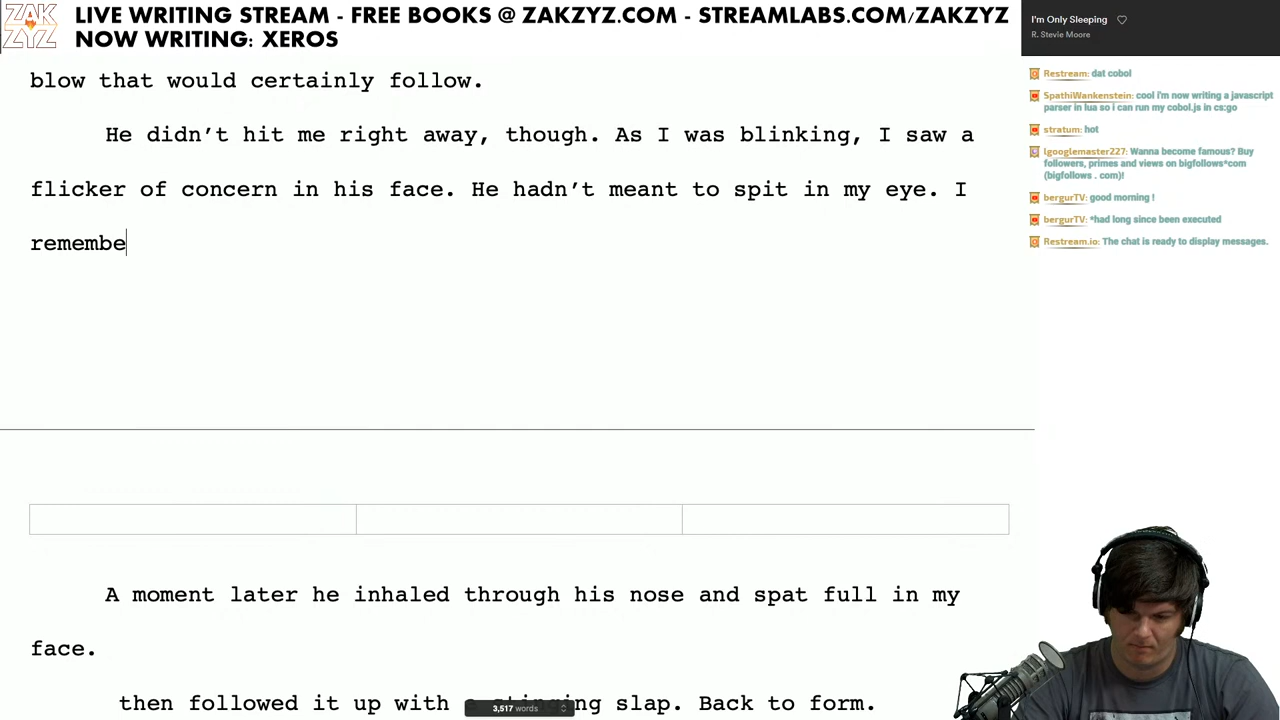 ZAK
ZYZ
LIVE WRITING STREAM - FREE BOOKS @ ZAKZYZ.COM - STREAMLABS.COM/ZAKZYZ
NOW WRITING: XEROS
blow that would certainly follow.
He didn’t hit me right away, though. As I was blinking, I saw a
flicker of concern in his face. He hadn’t meant to spit in my eye. I
remembe
A moment later he inhaled through his nose and spat full in my
face.
then followed it up with a stinging slap. Back to form.
3,517 words
I'm Only Sleeping
R. Stevie Moore
Restream: dat cobol
SpathiWankenstein: cool i'm now writing a javascript
parser in lua so i can run my cobol.js in cs:go
stratum: hot
lgooglemaster227: Wanna become famous? Buy
followers, primes and views on bigfollows*com
(bigfollows . com)!
bergurTV: good morning !
bergurTV: *had long since been executed
Restream.io: The chat is ready to display messages.